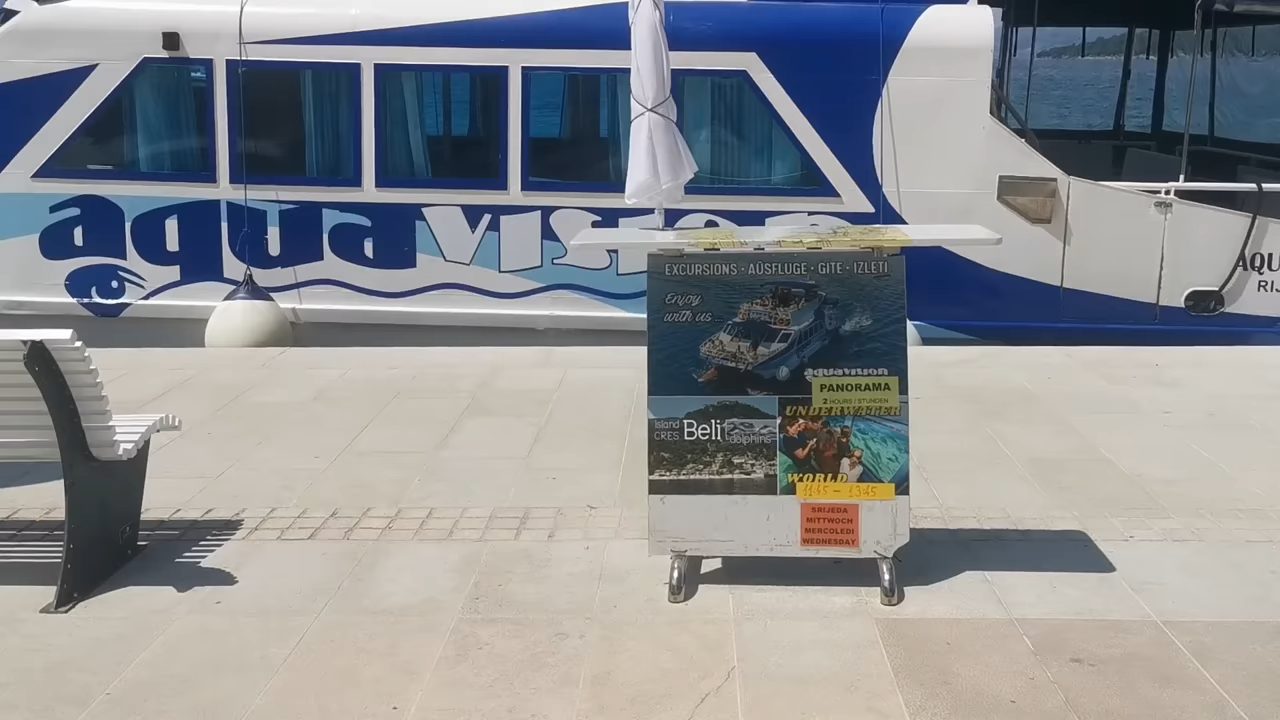 aquavision
AQU
RIJ
EXCURSIONS · AUSFLUGE · GITE · IZLETI
Enjoy
with us...
aquavision
PANORAMA
2 HOURS / STUNDEN
Island
CRES Beli dolphins
UNDERWATER
WORLD
11:45 - 13:45
SRIJEDA
MITTWOCH
MERCOLEDI
WEDNESDAY